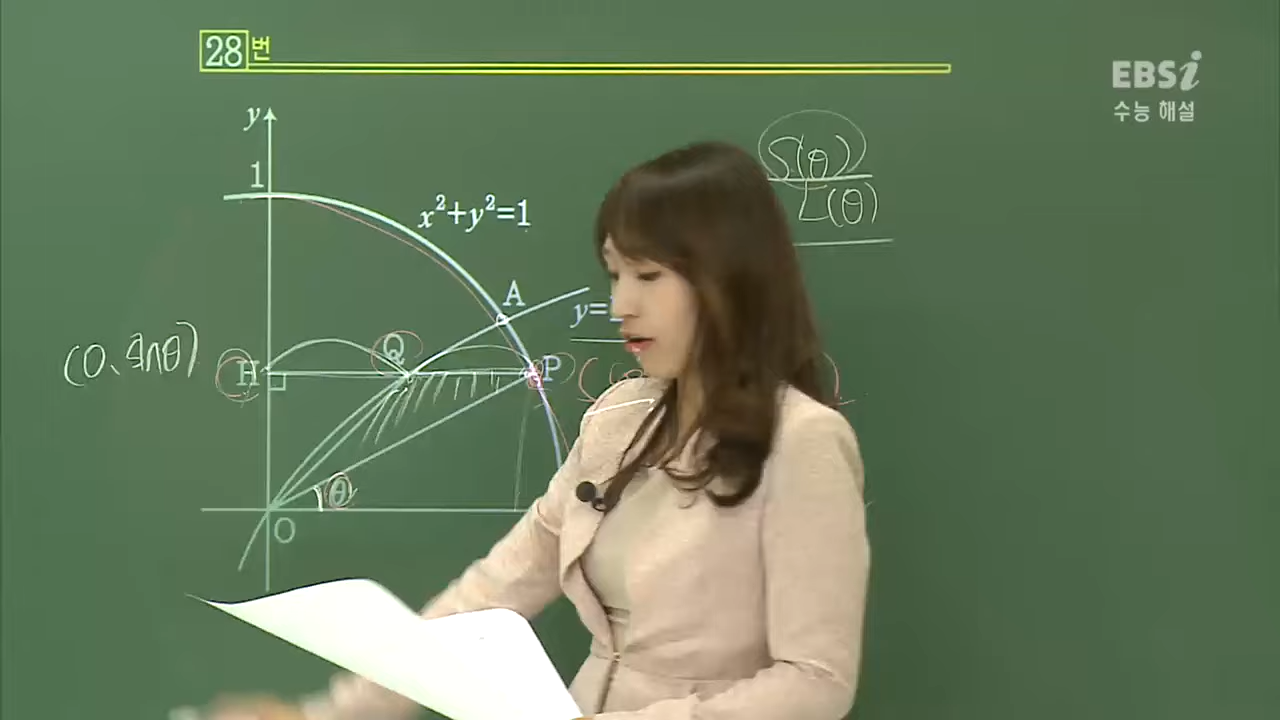 28번
EBSi
수능 해설
y
1
x²+y²=1
S(θ)
L(θ)
A
y=
(0, sinθ)
H
Q
P
(
)
θ
O